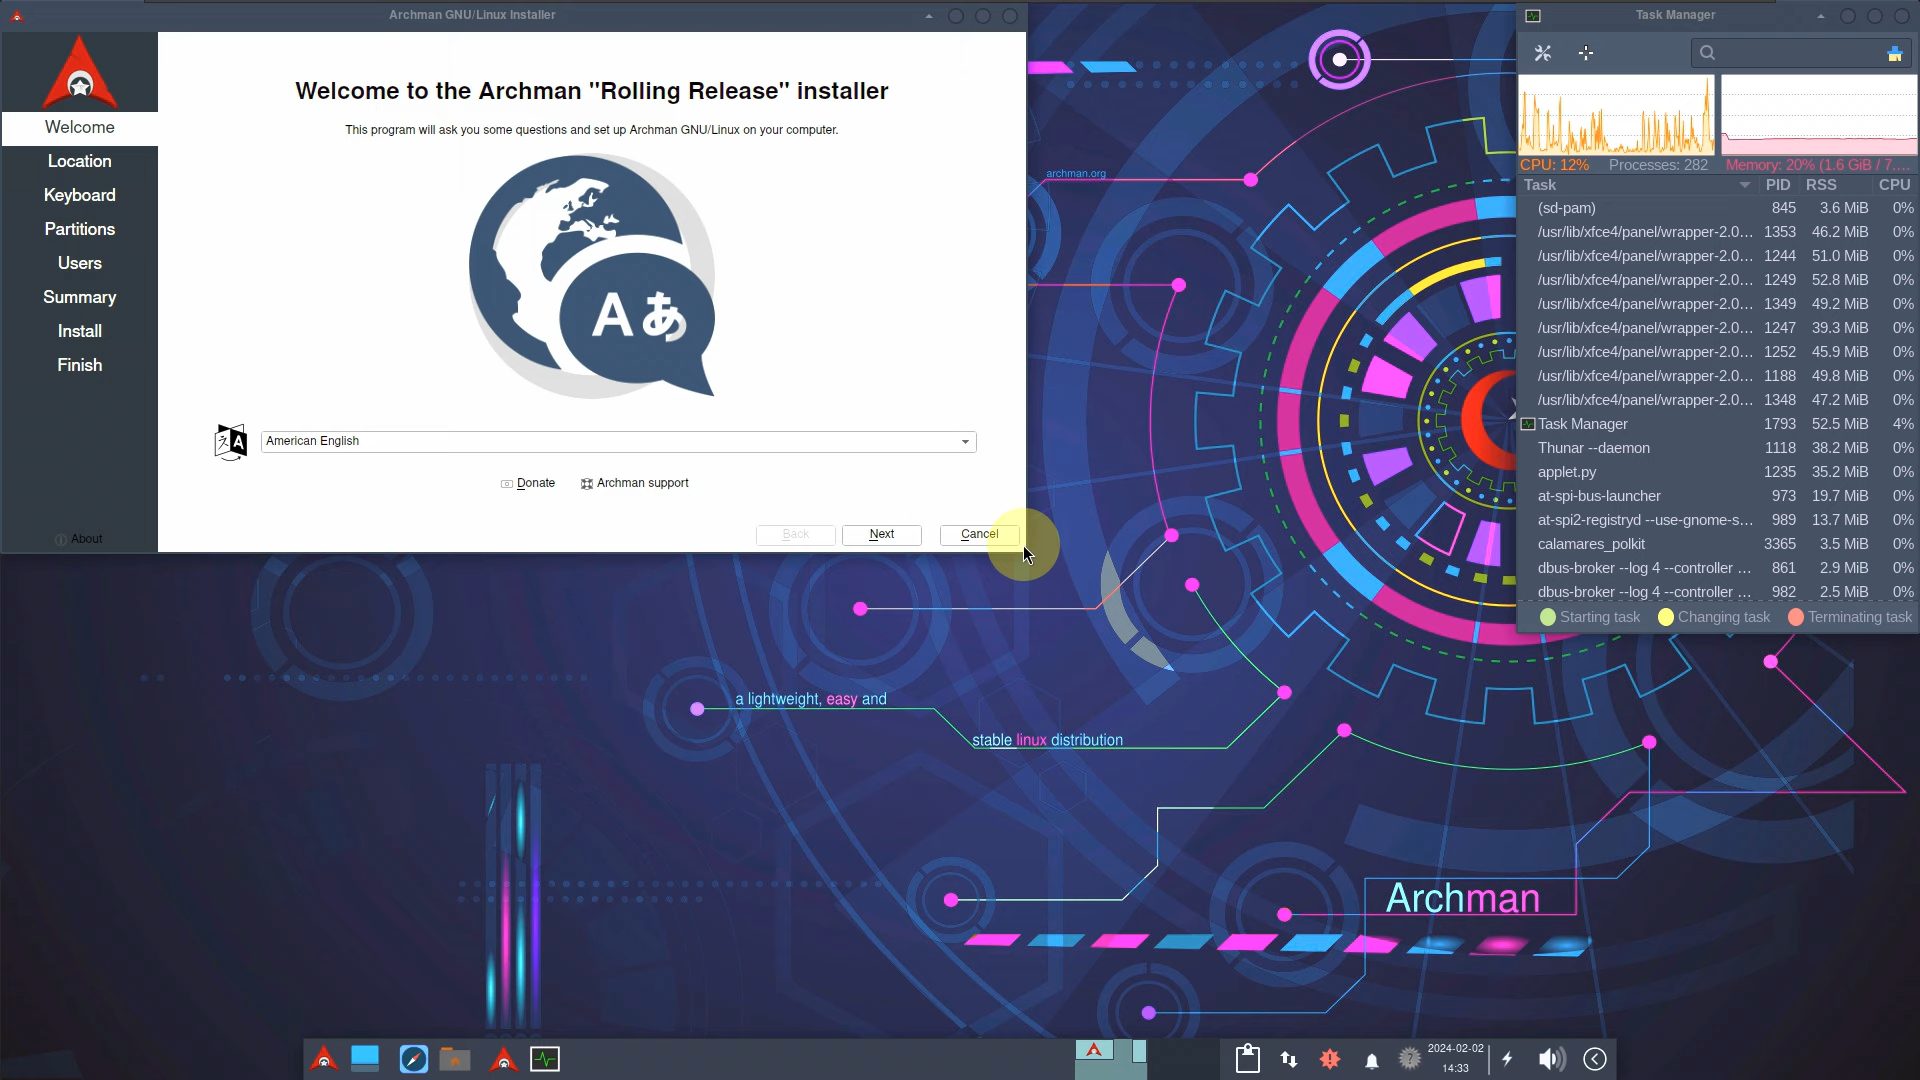 Archman GNU/Linux Installer
Welcome
Location
Keyboard
Partitions
Users
Summary
Install
Finish
About
Welcome to the Archman "Rolling Release" installer
This program will ask you some questions and set up Archman GNU/Linux on your computer.
A あ
American English
Donate
Archman support
Back
Next
Cancel
archman.org
a lightweight, easy and
stable linux distribution
Archman
Task Manager
CPU: 12% Processes: 282 Memory: 20% (1.6 GiB / 7....
Task PID RSS CPU
(sd-pam) 845 3.6 MiB 0%
/usr/lib/xfce4/panel/wrapper-2.0... 1353 46.2 MiB 0%
/usr/lib/xfce4/panel/wrapper-2.0... 1244 51.0 MiB 0%
/usr/lib/xfce4/panel/wrapper-2.0... 1249 52.8 MiB 0%
/usr/lib/xfce4/panel/wrapper-2.0... 1349 49.2 MiB 0%
/usr/lib/xfce4/panel/wrapper-2.0... 1247 39.3 MiB 0%
/usr/lib/xfce4/panel/wrapper-2.0... 1252 45.9 MiB 0%
/usr/lib/xfce4/panel/wrapper-2.0... 1188 49.8 MiB 0%
/usr/lib/xfce4/panel/wrapper-2.0... 1348 47.2 MiB 0%
Task Manager 1793 52.5 MiB 4%
Thunar --daemon 1118 38.2 MiB 0%
applet.py 1235 35.2 MiB 0%
at-spi-bus-launcher 973 19.7 MiB 0%
at-spi2-registryd --use-gnome-s... 989 13.7 MiB 0%
calamares_polkit 3365 3.5 MiB 0%
dbus-broker --log 4 --controller ... 861 2.9 MiB 0%
dbus-broker --log 4 --controller ... 982 2.5 MiB 0%
Starting task Changing task Terminating task
2024-02-02
14:33